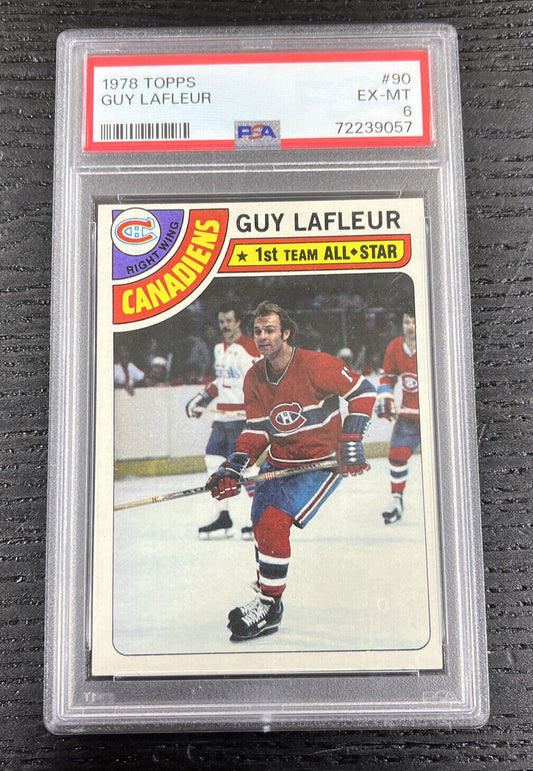 1978 TOPPS #90
GUY LAFLEUR EX-MT
6
PSA 72239057
RIGHT WING
CANADIENS
GUY LAFLEUR
★ 1st TEAM ALL◆STAR